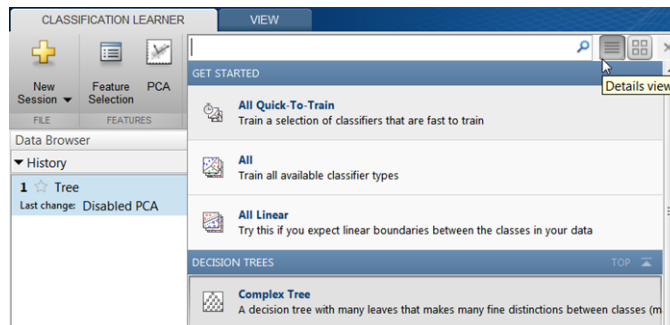 CLASSIFICATION LEARNER
VIEW
New
Session
Feature
Selection
PCA
FILE
FEATURES
Data Browser
History
1 Tree
Last change: Disabled PCA
Details view
GET STARTED
All Quick-To-Train
Train a selection of classifiers that are fast to train
All
Train all available classifier types
All Linear
Try this if you expect linear boundaries between the classes in your data
DECISION TREES
TOP
Complex Tree
A decision tree with many leaves that makes many fine distinctions between classes (m